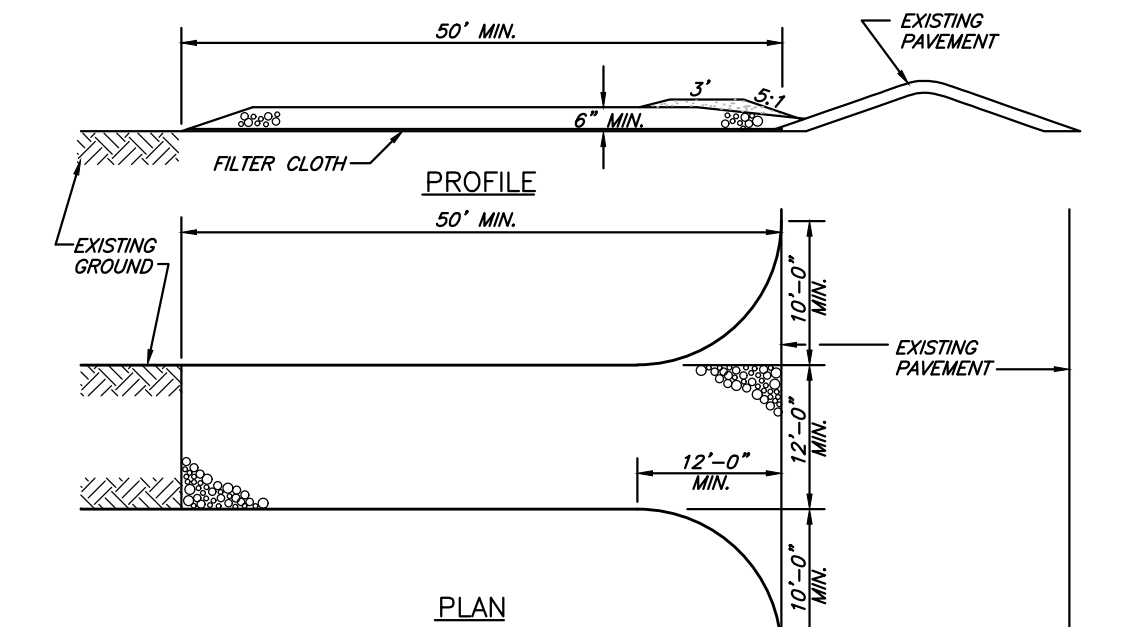 50' MIN.
EXISTING
PAVEMENT
3'
5:1
6" MIN.
FILTER CLOTH
PROFILE
50' MIN.
EXISTING
GROUND
10'-0"
MIN.
EXISTING
PAVEMENT
12'-0"
MIN.
12'-0"
MIN.
10'-0"
MIN.
PLAN